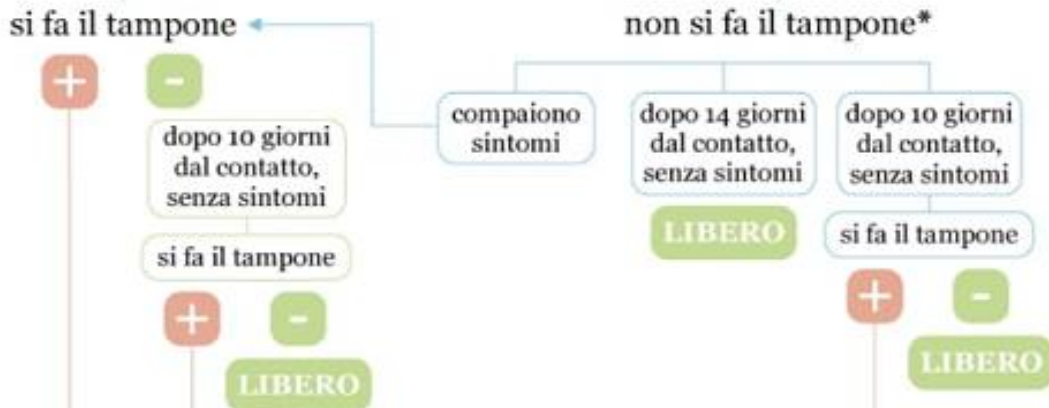 si fa il tampone
+
-
dopo 10 giorni
dal contatto,
senza sintomi
si fa il tampone
+
-
LIBERO
non si fa il tampone*
compaiono
sintomi
dopo 14 giorni
dal contatto,
senza sintomi
LIBERO
dopo 10 giorni
dal contatto,
senza sintomi
si fa il tampone
+
-
LIBERO